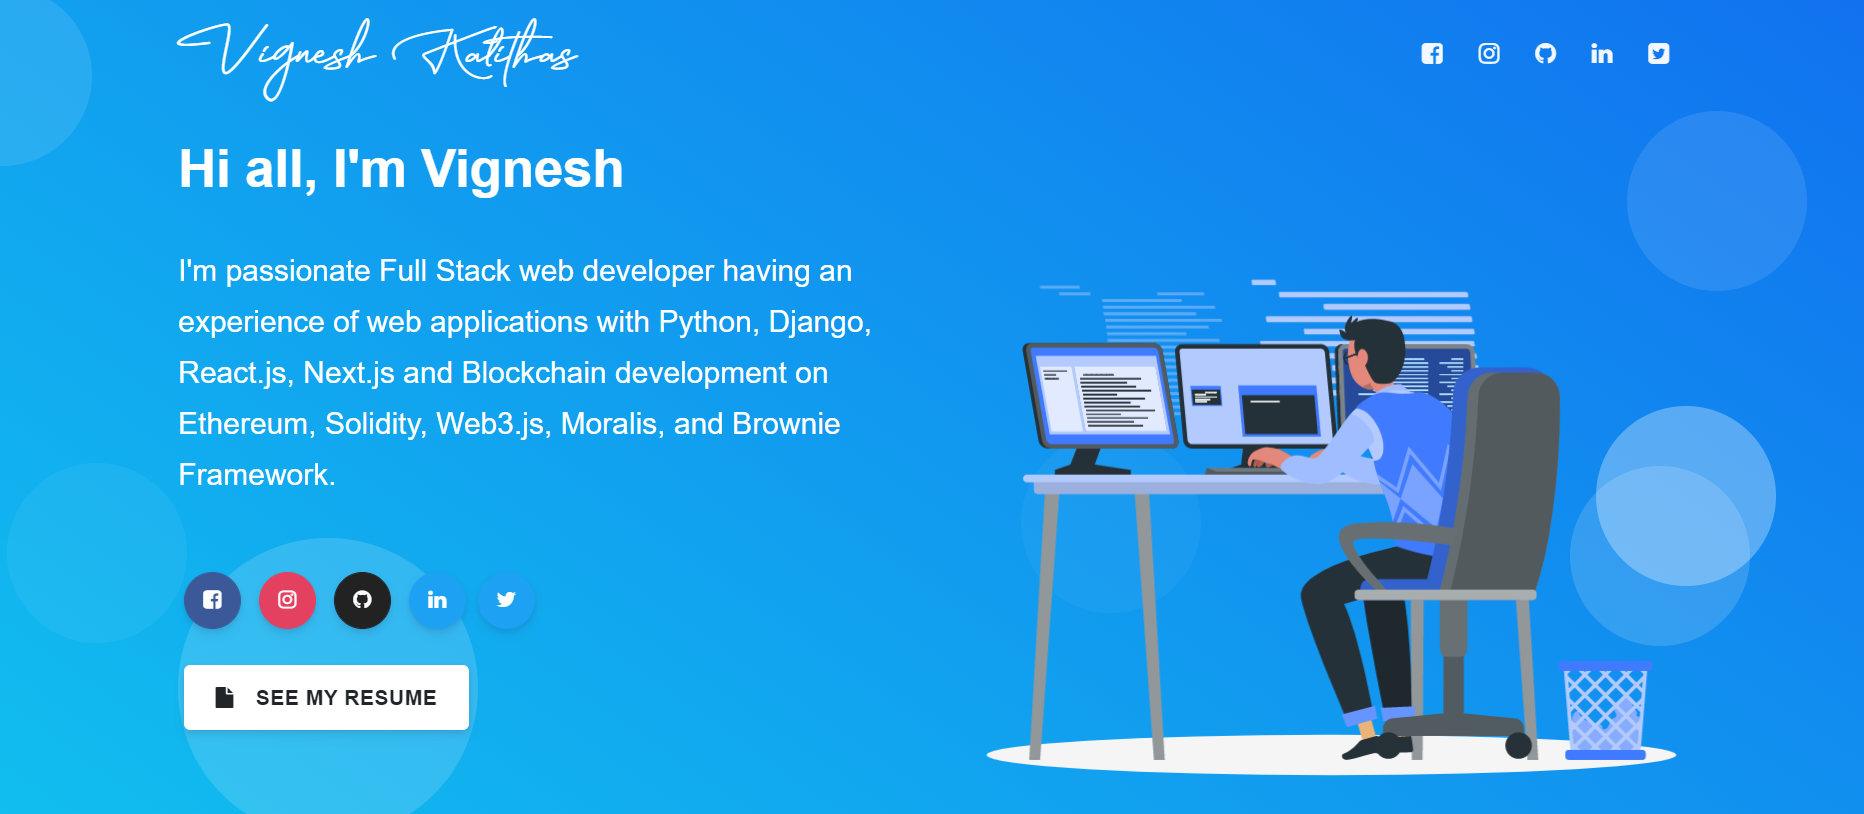 Vignesh Kalithas
Hi all, I'm Vignesh
I'm passionate Full Stack web developer having an
experience of web applications with Python, Django,
React.js, Next.js and Blockchain development on
Ethereum, Solidity, Web3.js, Moralis, and Brownie
Framework.
SEE MY RESUME